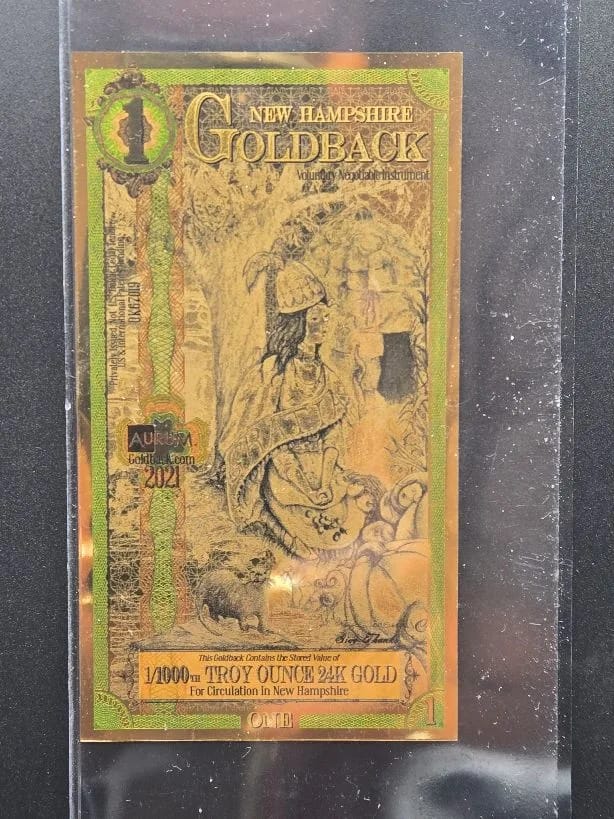 1
NEW HAMPSHIRE
GOLDBACK
Voluntary Negotiable Instrument
AURUM
Goldback.com
2021
This Goldback Contains the Stored Value of
1/1000TH TROY OUNCE 24K GOLD
For Circulation in New Hampshire
ONE
1